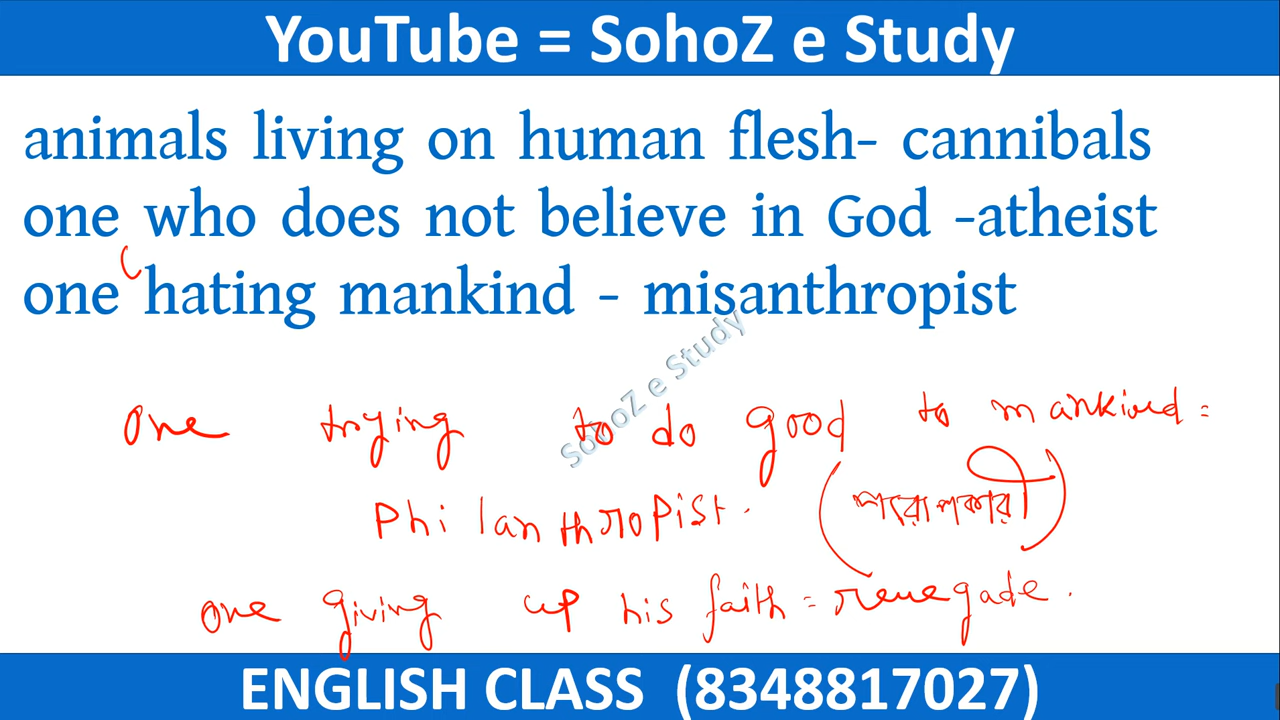 YouTube = SohoZ e Study
animals living on human flesh- cannibals
one who does not believe in God -atheist
one hating mankind - misanthropist
SohoZ e Study
One trying to do good to mankind =
Philanthropist. (পরোপকারী)
one giving up his faith = renegade.
ENGLISH CLASS (8348817027)